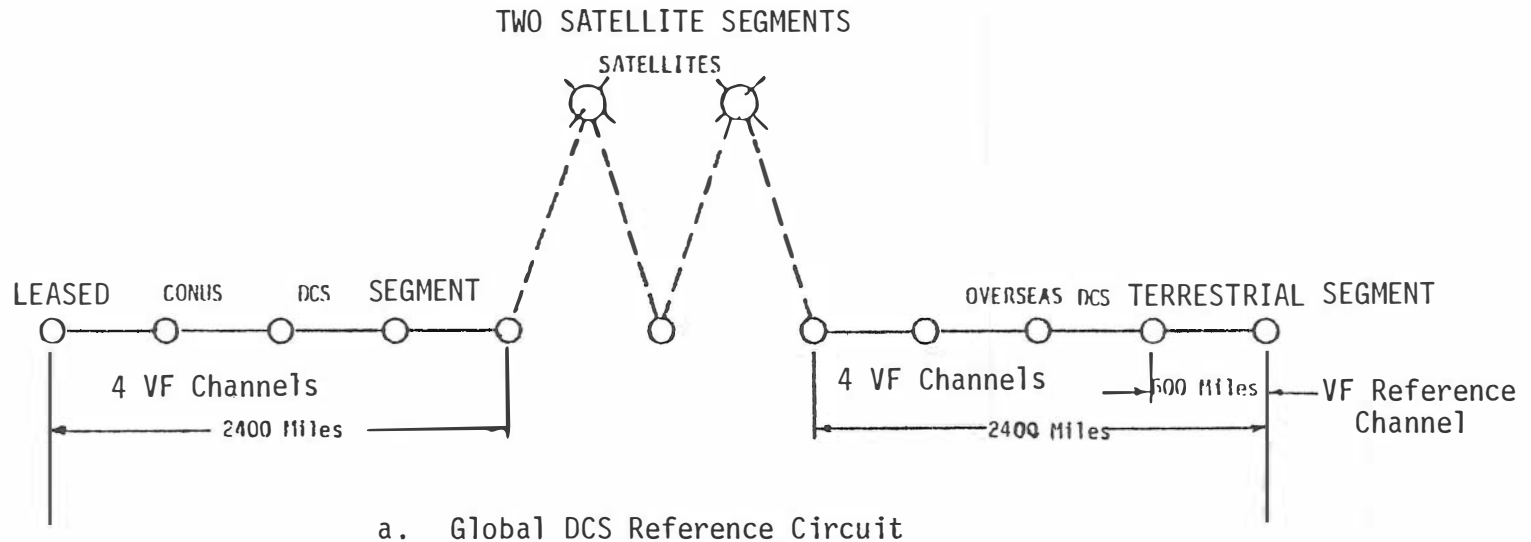 TWO SATELLITE SEGMENTS
SATELLITES
LEASED CONUS DCS SEGMENT
OVERSEAS DCS TERRESTRIAL SEGMENT
4 VF Channels
4 VF Channels
600 Miles
VF Reference
Channel
2400 Miles
2400 Miles
a. Global DCS Reference Circuit